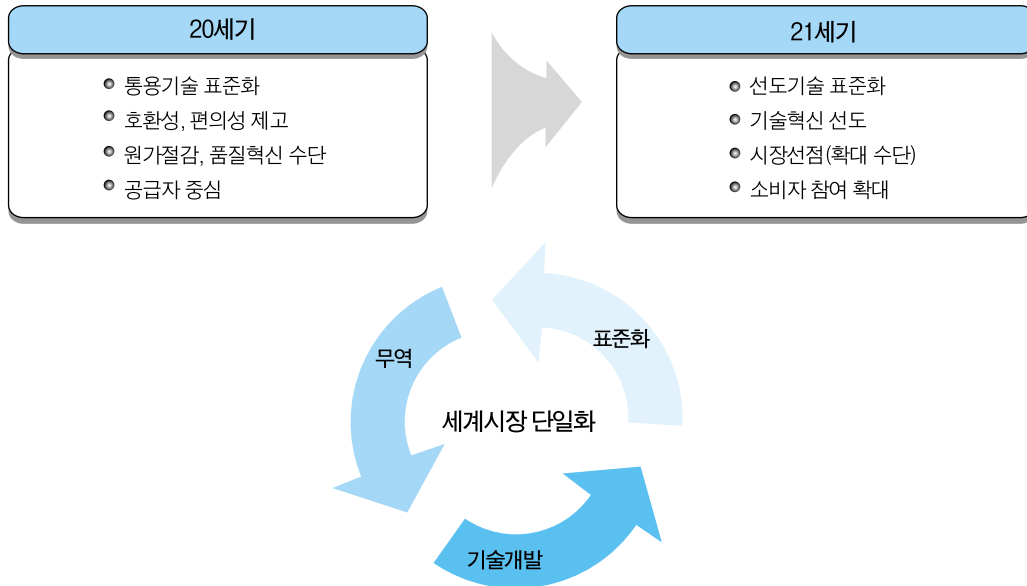 20세기
통용기술 표준화
호환성, 편의성 제고
원가절감, 품질혁신 수단
공급자 중심
21세기
선도기술 표준화
기술혁신 선도
시장선점(확대 수단)
소비자 참여 확대
표준화
무역
세계시장 단일화
기술개발